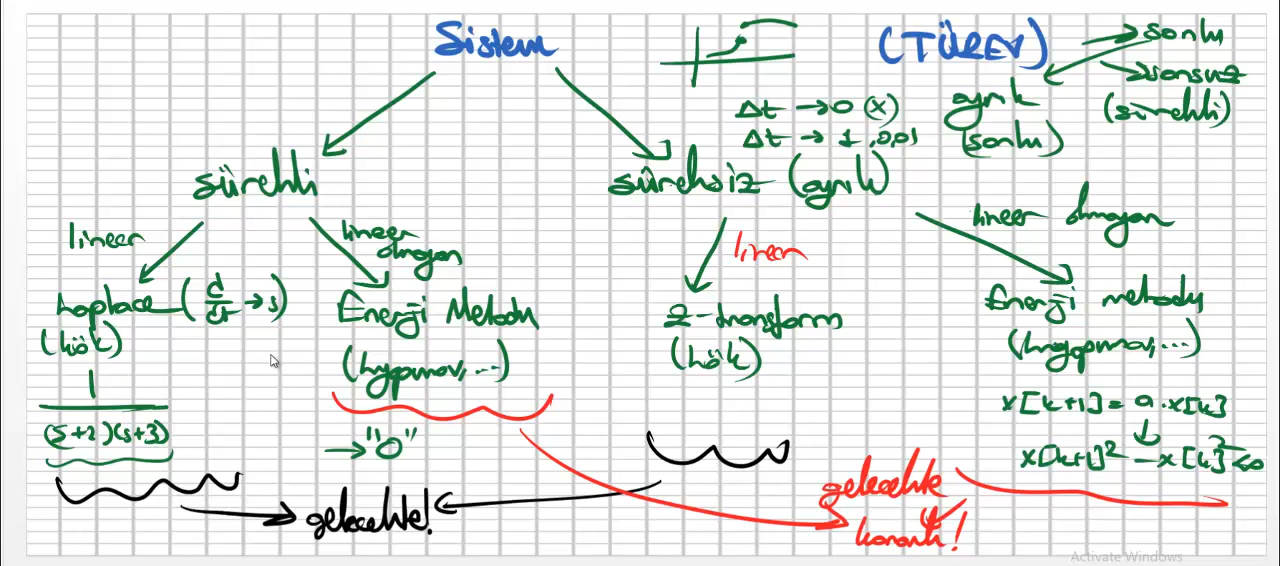 Sistem
(TÜREV)
sonlu
sonsuz
(sürekli)
ayrık
(sonlu)
Δt → 0 (x)
Δt → 1, 0,01
sürekli
süreksiz (ayrık)
lineer
lineer olmayan
lineer
lineer olmayan
Laplace (d/dt → s)
(kök)
1
(s+2)(s+3)
Enerji Metodu
(Lyapunov, ...)
→ "0"
z-transform
(kök)
Enerji metodu
(Lyapunov, ...)
x[k+1] = a.x[k]
x[k+1]² - x[k]² <0
gelecekte!
gelecekte
kararlı!
Activate Windows